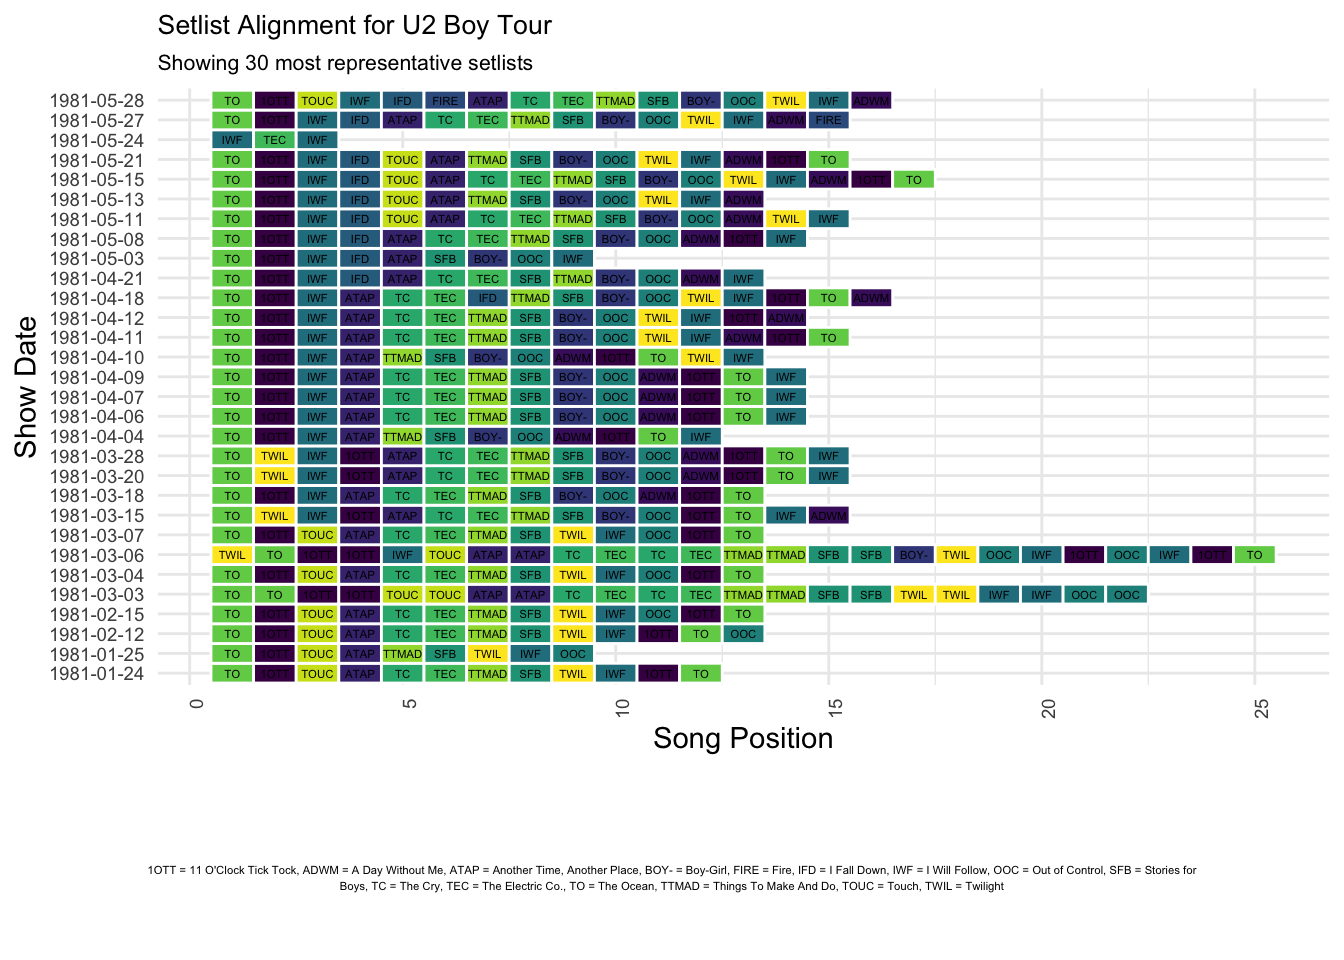 Setlist Alignment for U2 Boy Tour
Showing 30 most representative setlists
Show Date
1981-05-28 TO 1OTT TOUC IWF IFD FIRE ATAP TC TEC TTMAD SFB BOY- OOC TWIL IWF ADWM
1981-05-27 TO 1OTT IWF IFD ATAP TC TEC TTMAD SFB BOY- OOC TWIL IWF ADWM FIRE
1981-05-24 IWF TEC IWF
1981-05-21 TO 1OTT IWF IFD TOUC ATAP TTMAD SFB BOY- OOC TWIL IWF ADWM 1OTT TO
1981-05-15 TO 1OTT IWF IFD TOUC ATAP TC TEC TTMAD SFB BOY- OOC TWIL IWF ADWM 1OTT TO
1981-05-13 TO 1OTT IWF IFD TOUC ATAP TTMAD SFB BOY- OOC TWIL IWF ADWM
1981-05-11 TO 1OTT IWF IFD TOUC ATAP TC TEC TTMAD SFB BOY- OOC ADWM TWIL IWF
1981-05-08 TO 1OTT IWF IFD ATAP TC TEC TTMAD SFB BOY- OOC ADWM 1OTT IWF
1981-05-03 TO 1OTT IWF IFD ATAP SFB BOY- OOC IWF
1981-04-21 TO 1OTT IWF IFD ATAP TC TEC SFB TTMAD BOY- OOC ADWM IWF
1981-04-18 TO 1OTT IWF ATAP TC TEC IFD TTMAD SFB BOY- OOC TWIL IWF 1OTT TO ADWM
1981-04-12 TO 1OTT IWF ATAP TC TEC TTMAD SFB BOY- OOC TWIL IWF 1OTT ADWM
1981-04-11 TO 1OTT IWF ATAP TC TEC TTMAD SFB BOY- OOC TWIL IWF ADWM 1OTT TO
1981-04-10 TO 1OTT IWF ATAP TTMAD SFB BOY- OOC ADWM 1OTT TO TWIL IWF
1981-04-09 TO 1OTT IWF ATAP TC TEC TTMAD SFB BOY- OOC ADWM 1OTT TO IWF
1981-04-07 TO 1OTT IWF ATAP TC TEC TTMAD SFB BOY- OOC ADWM 1OTT TO IWF
1981-04-06 TO 1OTT IWF ATAP TC TEC TTMAD SFB BOY- OOC ADWM 1OTT TO IWF
1981-04-04 TO 1OTT IWF ATAP TTMAD SFB BOY- OOC ADWM 1OTT TO IWF
1981-03-28 TO TWIL IWF 1OTT ATAP TC TEC TTMAD SFB BOY- OOC ADWM 1OTT TO IWF
1981-03-20 TO TWIL IWF 1OTT ATAP TC TEC TTMAD SFB BOY- OOC ADWM 1OTT TO IWF
1981-03-18 TO 1OTT IWF ATAP TC TEC TTMAD SFB BOY- OOC ADWM 1OTT TO
1981-03-15 TO TWIL IWF 1OTT ATAP TC TEC TTMAD SFB BOY- OOC 1OTT TO IWF ADWM
1981-03-07 TO 1OTT TOUC ATAP TC TEC TTMAD SFB TWIL IWF OOC 1OTT TO
1981-03-06 TWIL TO 1OTT 1OTT IWF TOUC ATAP ATAP TC TEC TC TEC TTMAD TTMAD SFB SFB BOY- TWIL OOC IWF 1OTT OOC IWF 1OTT TO
1981-03-04 TO 1OTT TOUC ATAP TC TEC TTMAD SFB TWIL IWF OOC 1OTT TO
1981-03-03 TO TO 1OTT 1OTT TOUC TOUC ATAP ATAP TC TEC TC TEC TTMAD TTMAD SFB SFB TWIL TWIL IWF IWF OOC OOC
1981-02-15 TO 1OTT TOUC ATAP TC TEC TTMAD SFB TWIL IWF OOC 1OTT TO
1981-02-12 TO 1OTT TOUC ATAP TC TEC TTMAD SFB TWIL IWF 1OTT TO OOC
1981-01-25 TO 1OTT TOUC ATAP TTMAD SFB TWIL IWF OOC
1981-01-24 TO 1OTT TOUC ATAP TC TEC TTMAD SFB TWIL IWF 1OTT TO
0 5 10 15 20 25
Song Position
1OTT = 11 O'Clock Tick Tock, ADWM = A Day Without Me, ATAP = Another Time, Another Place, BOY- = Boy-Girl, FIRE = Fire, IFD = I Fall Down, IWF = I Will Follow, OOC = Out of Control, SFB = Stories for
Boys, TC = The Cry, TEC = The Electric Co., TO = The Ocean, TTMAD = Things To Make And Do, TOUC = Touch, TWIL = Twilight